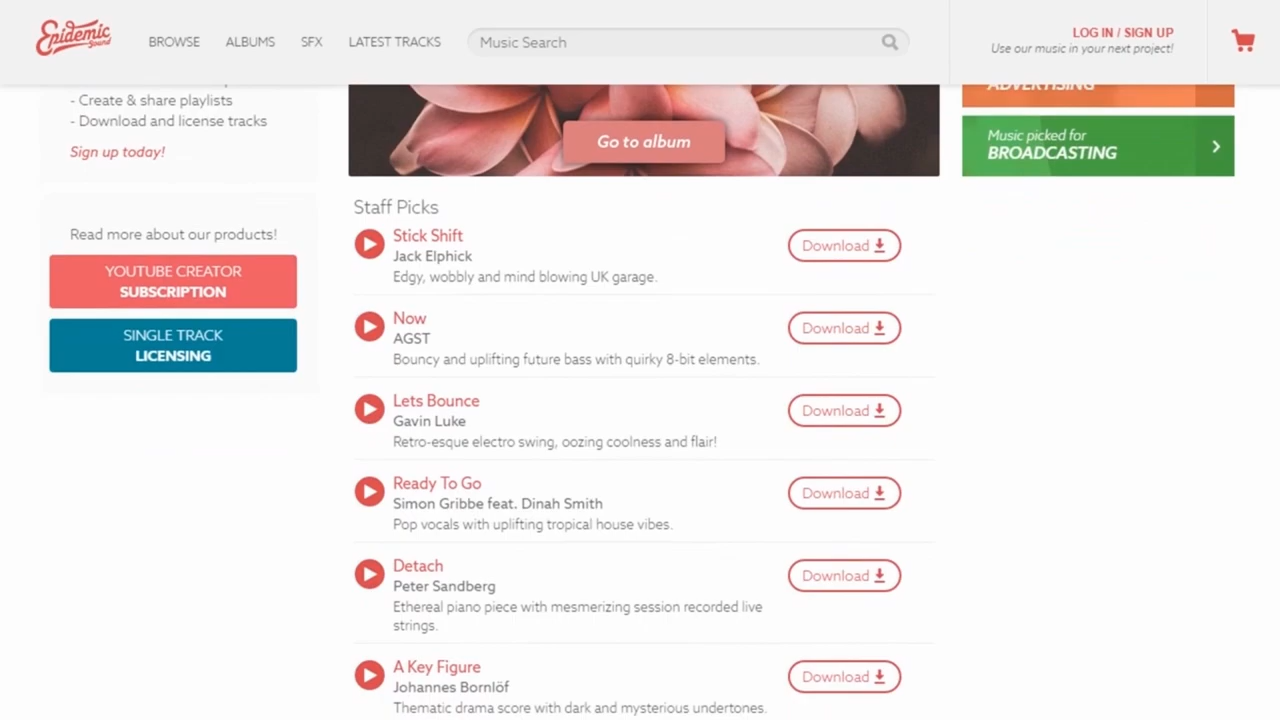 Epidemic
Sound
BROWSE
ALBUMS
SFX
LATEST TRACKS
Music Search
LOG IN / SIGN UP
Use our music in your next project!
- Create & share playlists
- Download and license tracks
Sign up today!
Read more about our products!
YOUTUBE CREATOR
SUBSCRIPTION
SINGLE TRACK
LICENSING
Go to album
Staff Picks
Stick Shift
Jack Elphick
Edgy, wobbly and mind blowing UK garage.
Download
Now
AGST
Bouncy and uplifting future bass with quirky 8-bit elements.
Download
Lets Bounce
Gavin Luke
Retro-esque electro swing, oozing coolness and flair!
Download
Ready To Go
Simon Gribbe feat. Dinah Smith
Pop vocals with uplifting tropical house vibes.
Download
Detach
Peter Sandberg
Ethereal piano piece with mesmerizing session recorded live
strings.
Download
A Key Figure
Johannes Bornlöf
Thematic drama score with dark and mysterious undertones.
Download
ADVERTISING
Music picked for
BROADCASTING